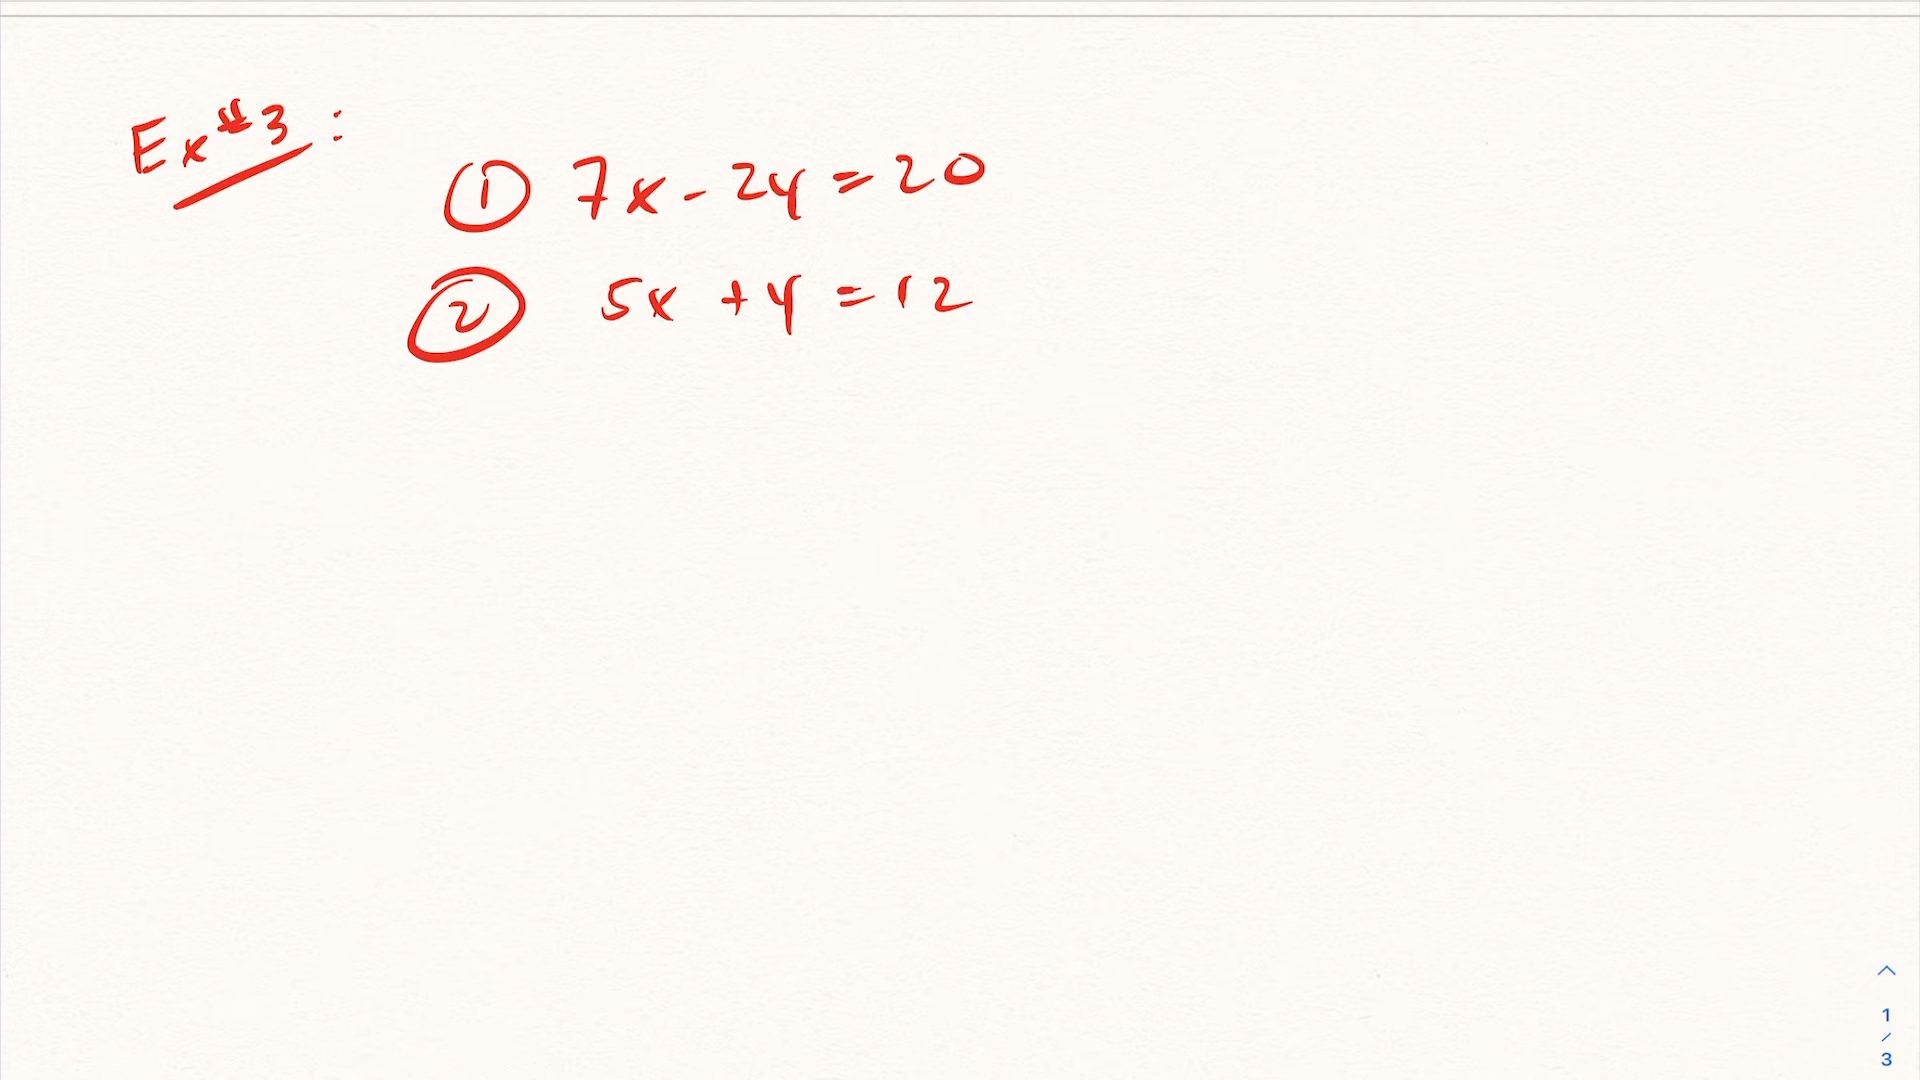 Ex#3:
① 7x - 2y = 20
② 5x + y = 12
1
/
3